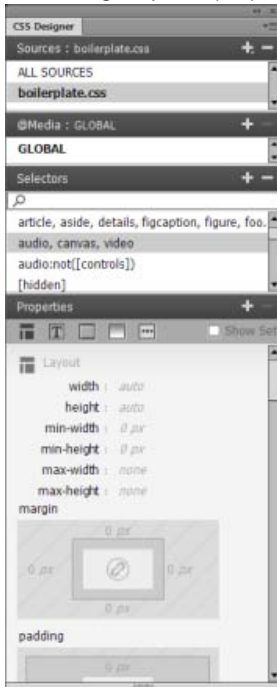 CSS Designer
Sources : boilerplate.css
ALL SOURCES
boilerplate.css
@Media : GLOBAL
GLOBAL
Selectors
article, aside, details, figcaption, figure, foo..
audio, canvas, video
audio:not([controls])
[hidden]
Properties
Show Set
Layout
width : auto
height : auto
min-width : 0 px
min-height : 0 px
max-width : none
max-height : none
margin
0 px
0 px 0 px
0 px
padding
0 px